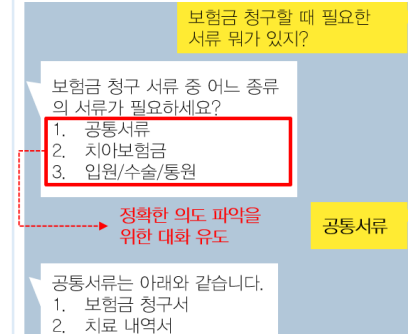 보험금 청구할 때 필요한
서류 뭐가 있지?
보험금 청구 서류 중 어느 종류
의 서류가 필요하세요?
1. 공통서류
2. 치아보험금
3. 입원/수술/통원
정확한 의도 파악을
위한 대화 유도
공통서류
공통서류는 아래와 같습니다.
1. 보험금 청구서
2. 치료 내역서